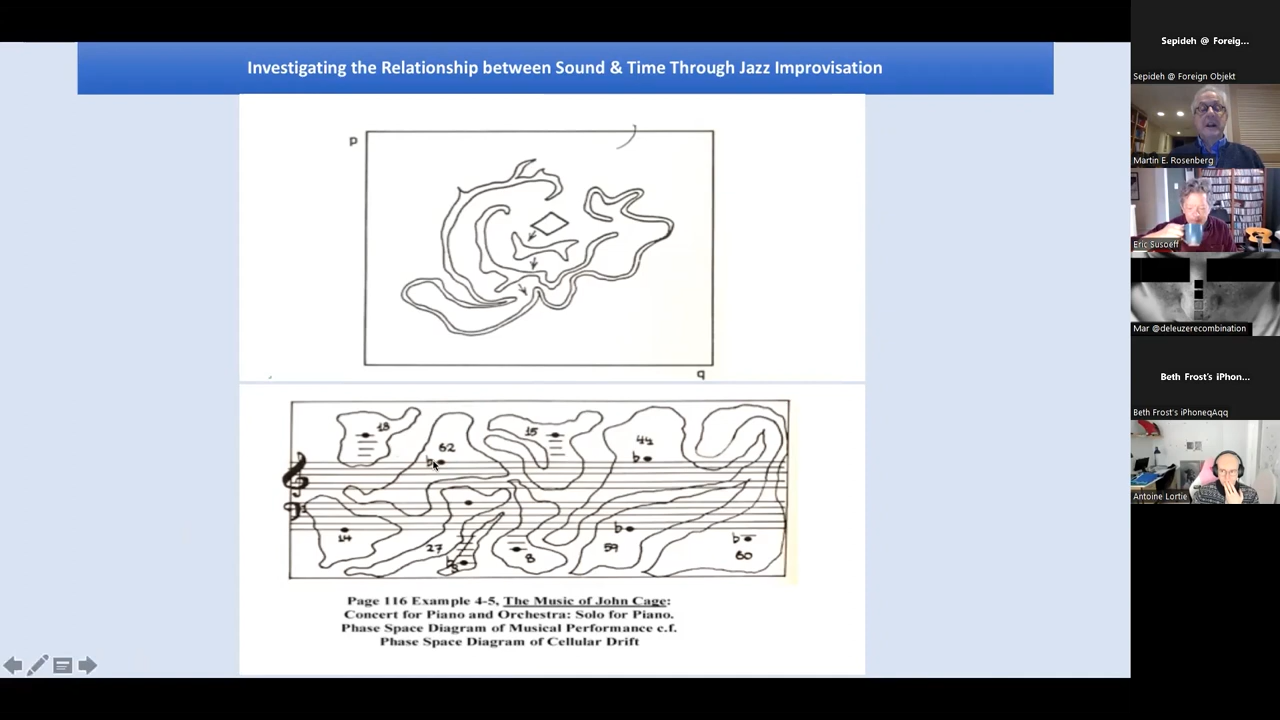 Investigating the Relationship between Sound & Time Through Jazz Improvisation
p
q
18
62
15
44
14
27
8
59
60
Page 116 Example 4-5, The Music of John Cage:
Concert for Piano and Orchestra: Solo for Piano.
Phase Space Diagram of Musical Performance c.f.
Phase Space Diagram of Cellular Drift
Sepideh @ Foreig...
Sepideh @ Foreign Objekt
Martin E. Rosenberg
Eric Susoeff
Mar @deleuzerecombination
Beth Frost's iPhon...
Beth Frost's iPhoneqAqq
Antoine Lortie